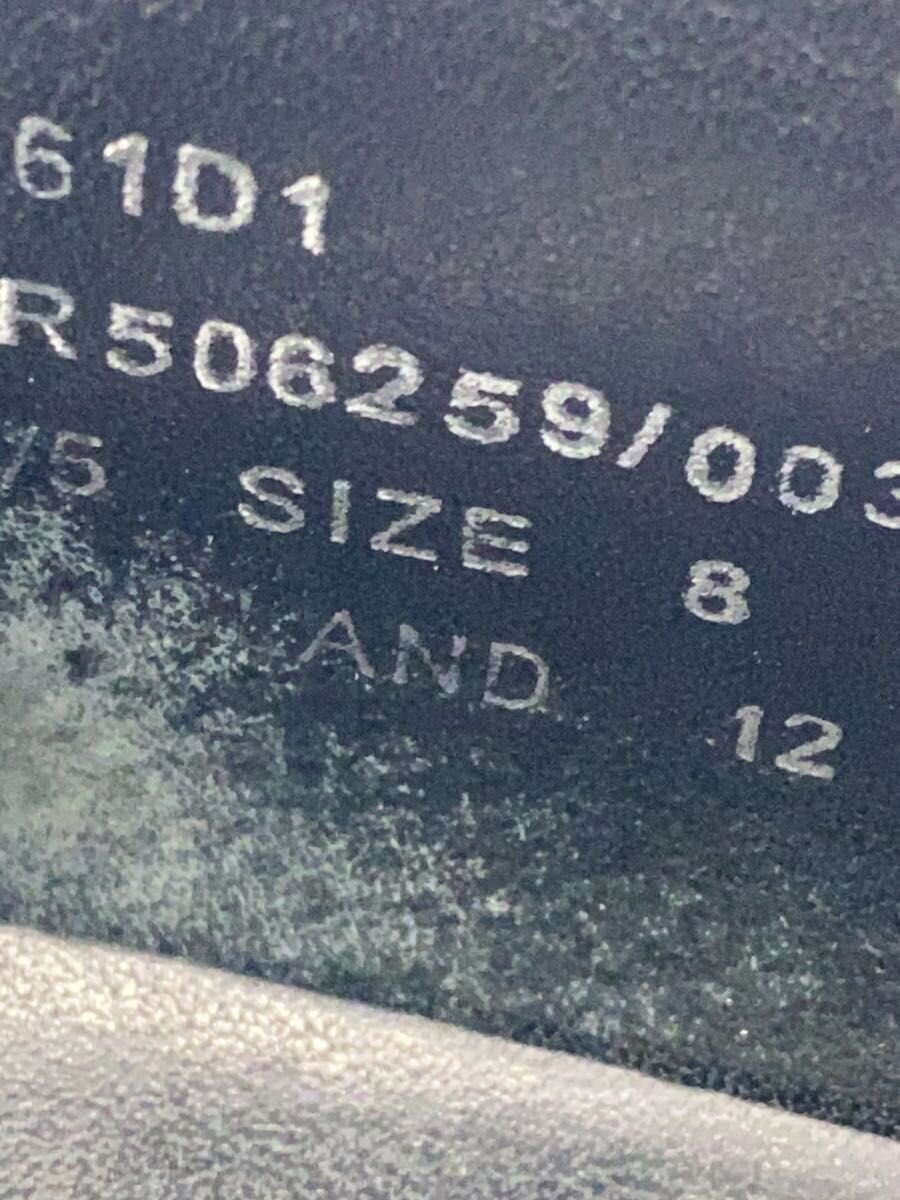 61D1
R506259/003
/5 SIZE 8
AND 12